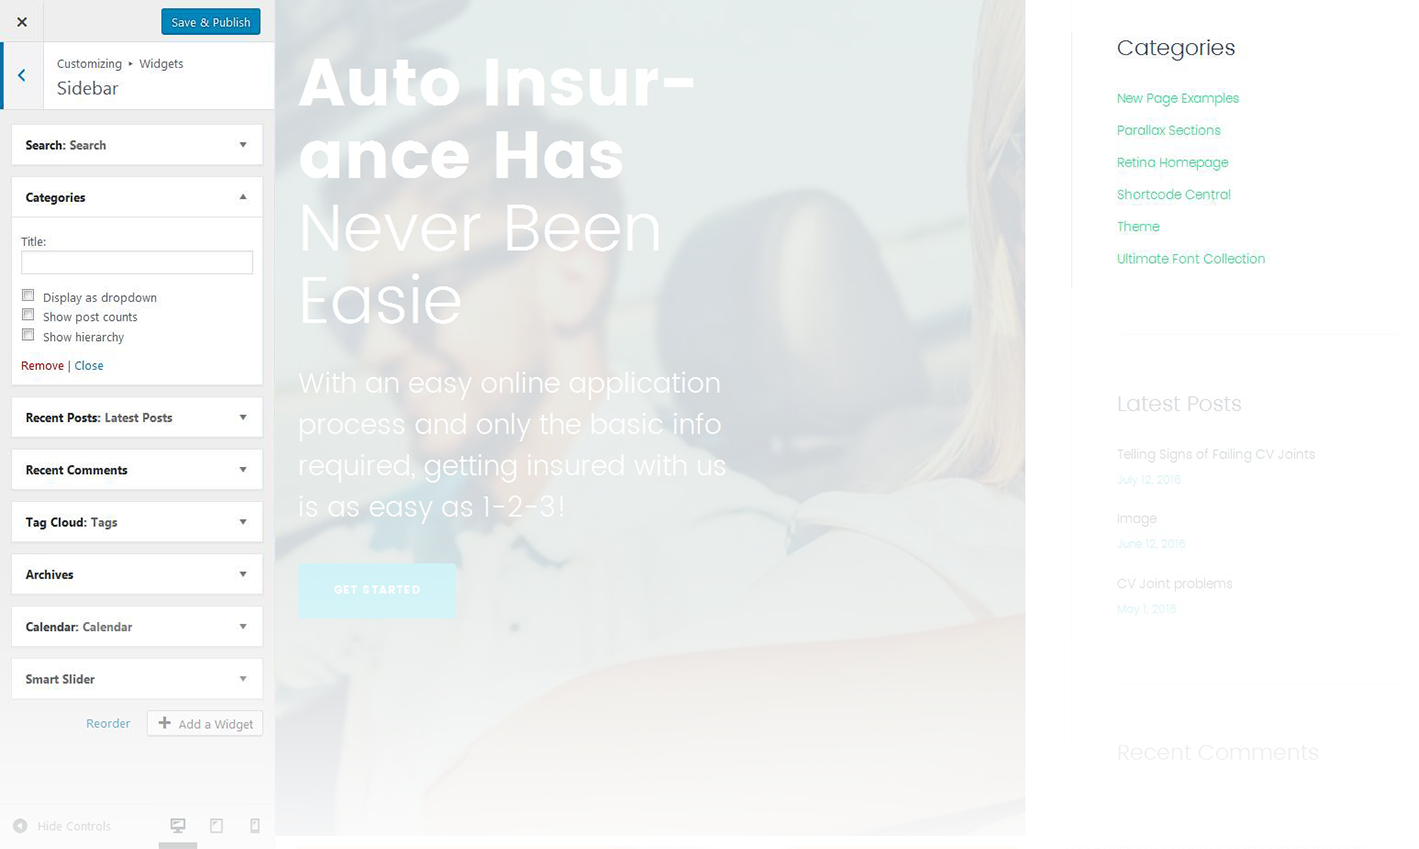 Save & Publish
Customizing ▸ Widgets
Sidebar
Search: Search
Categories
Title:
Display as dropdown
Show post counts
Show hierarchy
Remove | Close
Recent Posts: Latest Posts
Recent Comments
Tag Cloud: Tags
Archives
Calendar: Calendar
Smart Slider
Reorder
Add a Widget
Hide Controls
Auto Insur-
ance Has
Never Been
Easie
With an easy online application
process and only the basic info
required, getting insured with us
is as easy as 1-2-3!
GET STARTED
Categories
New Page Examples
Parallax Sections
Retina Homepage
Shortcode Central
Theme
Ultimate Font Collection
Latest Posts
Telling Signs of Failing CV Joints
July 12, 2016
Image
June 12, 2016
CV Joint problems
May 1, 2016
Recent Comments